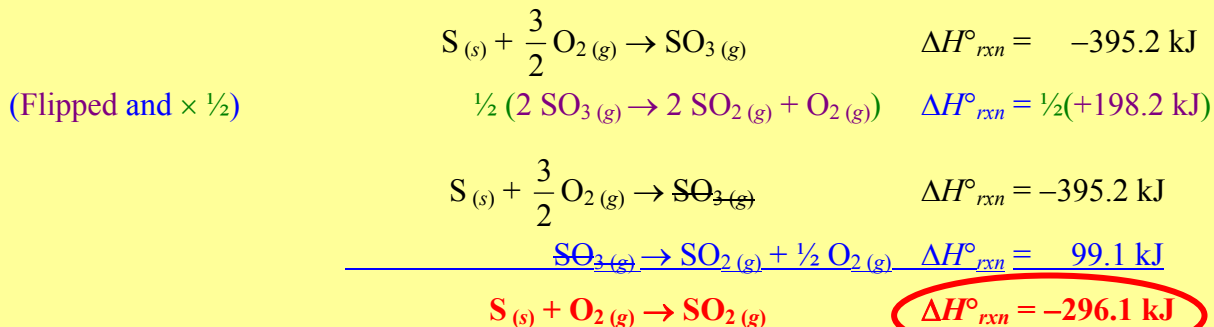 S (s) + 3/2 O2 (g) → SO3 (g) ΔH°rxn = –395.2 kJ
(Flipped and × ½) ½ (2 SO3 (g) → 2 SO2 (g) + O2 (g)) ΔH°rxn = ½(+198.2 kJ)
S (s) + 3/2 O2 (g) → SO3 (g) ΔH°rxn = –395.2 kJ
SO3 (g) → SO2 (g) + ½ O2 (g) ΔH°rxn = 99.1 kJ
S (s) + O2 (g) → SO2 (g) ΔH°rxn = –296.1 kJ